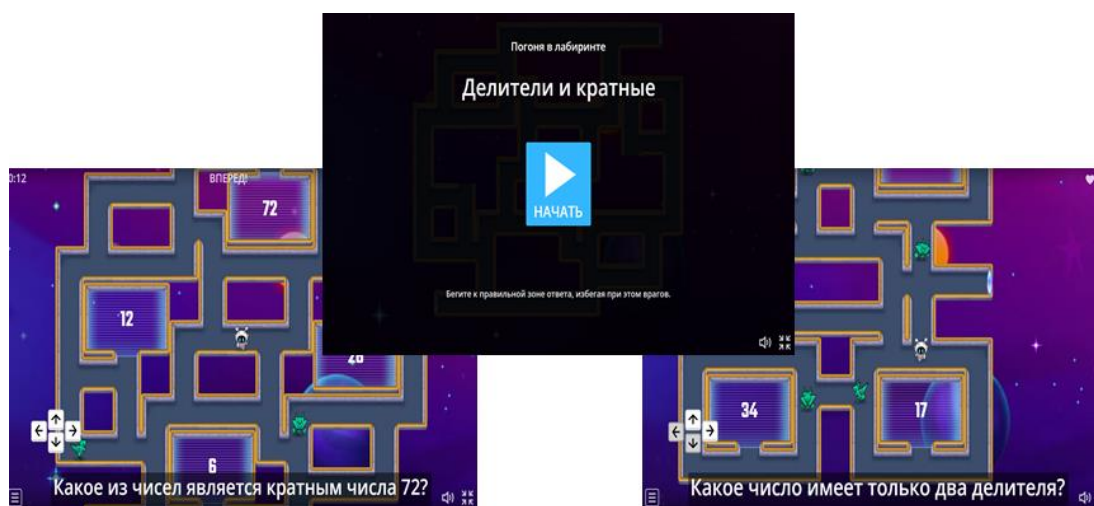 Погоня в лабиринте
Делители и кратные
НАЧАТЬ
Бегите к правильной зоне ответа, избегая при этом врагов.
0:12
ВПЕРЕД!
72
12
28
6
Какое из чисел является кратным числа 72?
34
17
Какое число имеет только два делителя?